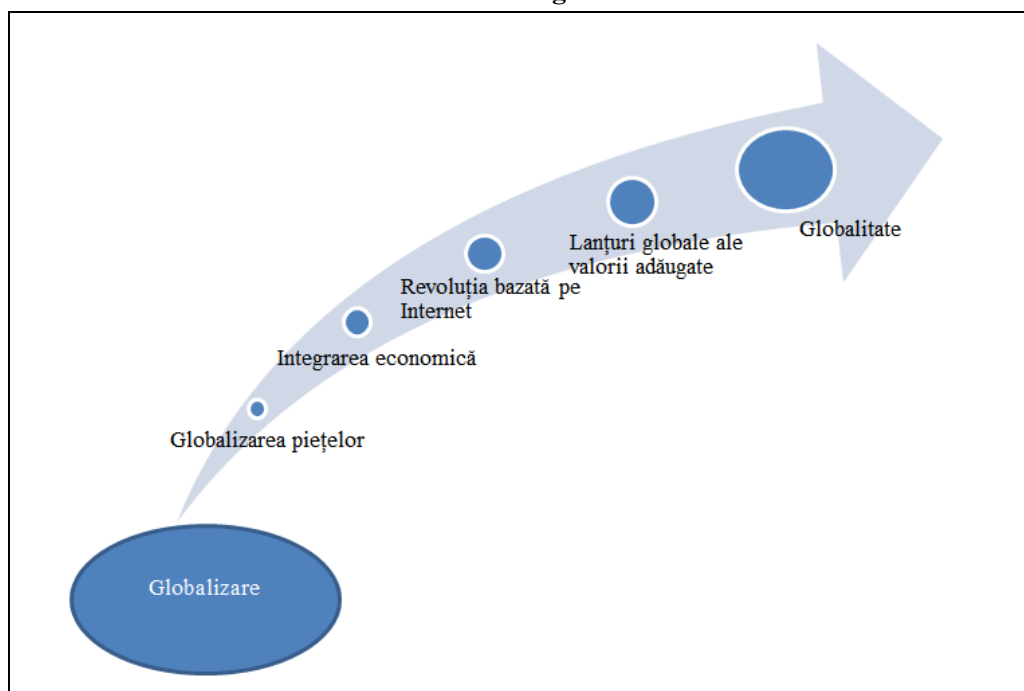 Globalitate
Lanțuri globale ale
valorii adăugate
Revoluția bazată pe
Internet
Integrarea economică
Globalizarea piețelor
Globalizare